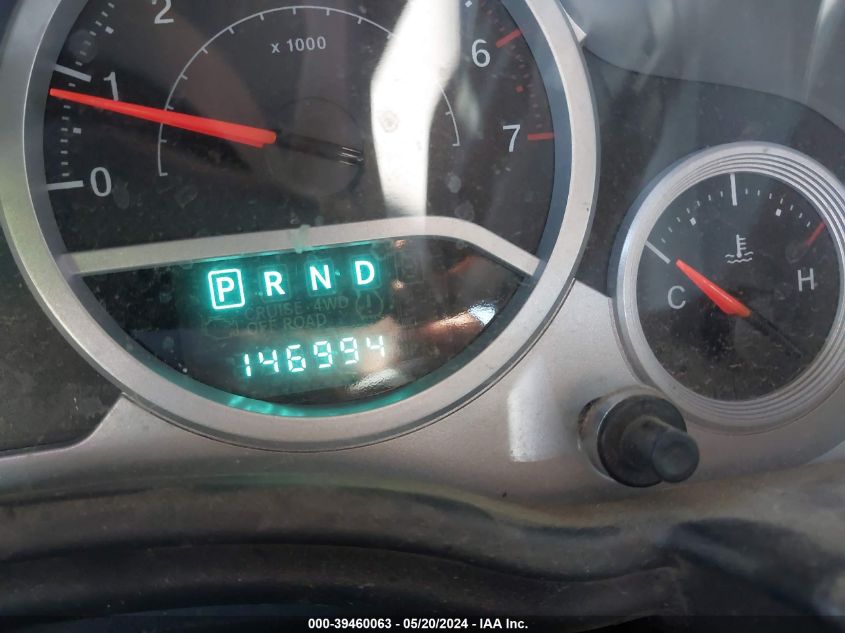 2
x 1000
6
1
7
0
P R N D
H
C
CRUISE 4WD
OFF ROAD
146994
000-39460063 - 05/20/2024 - IAA Inc.